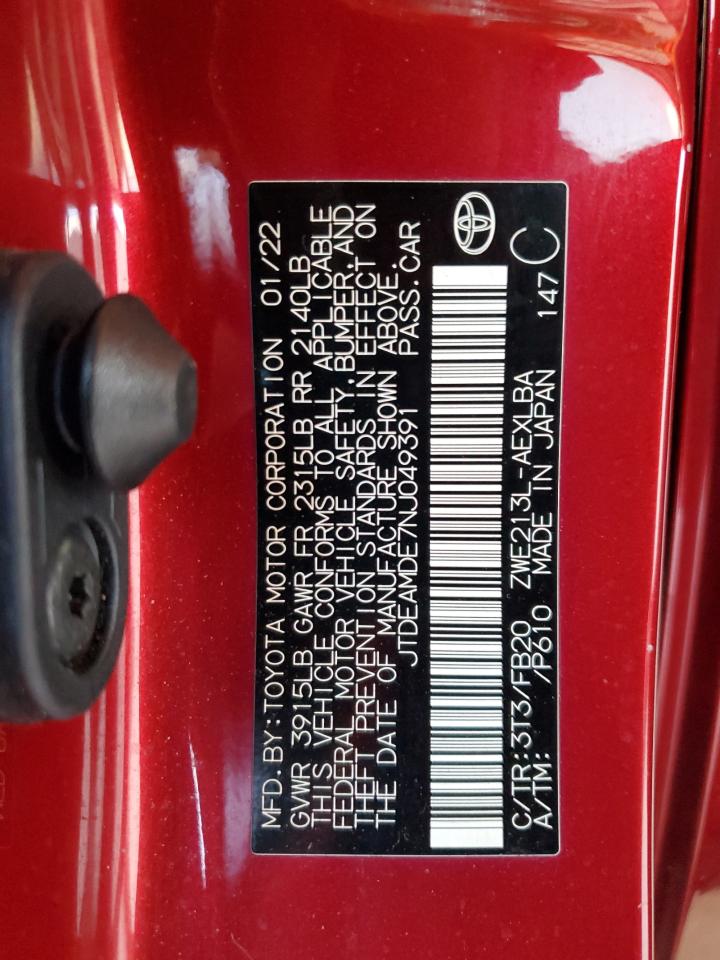 MFD. BY: TOYOTA MOTOR CORPORATION 01/22
GVWR 3915LB GAWR FR 2315LB RR 2140LB
THIS VEHICLE CONFORMS TO ALL APPLICABLE
FEDERAL MOTOR VEHICLE SAFETY, BUMPER, AND
THEFT PREVENTION STANDARDS IN EFFECT ON
THE DATE OF MANUFACTURE SHOWN ABOVE.
JTDEAMDE7NJ049391 PASS. CAR
C/TR: 3T3/FB20 ZWE213L-AEXLBA
A/TM: /P610 MADE IN JAPAN 147 C